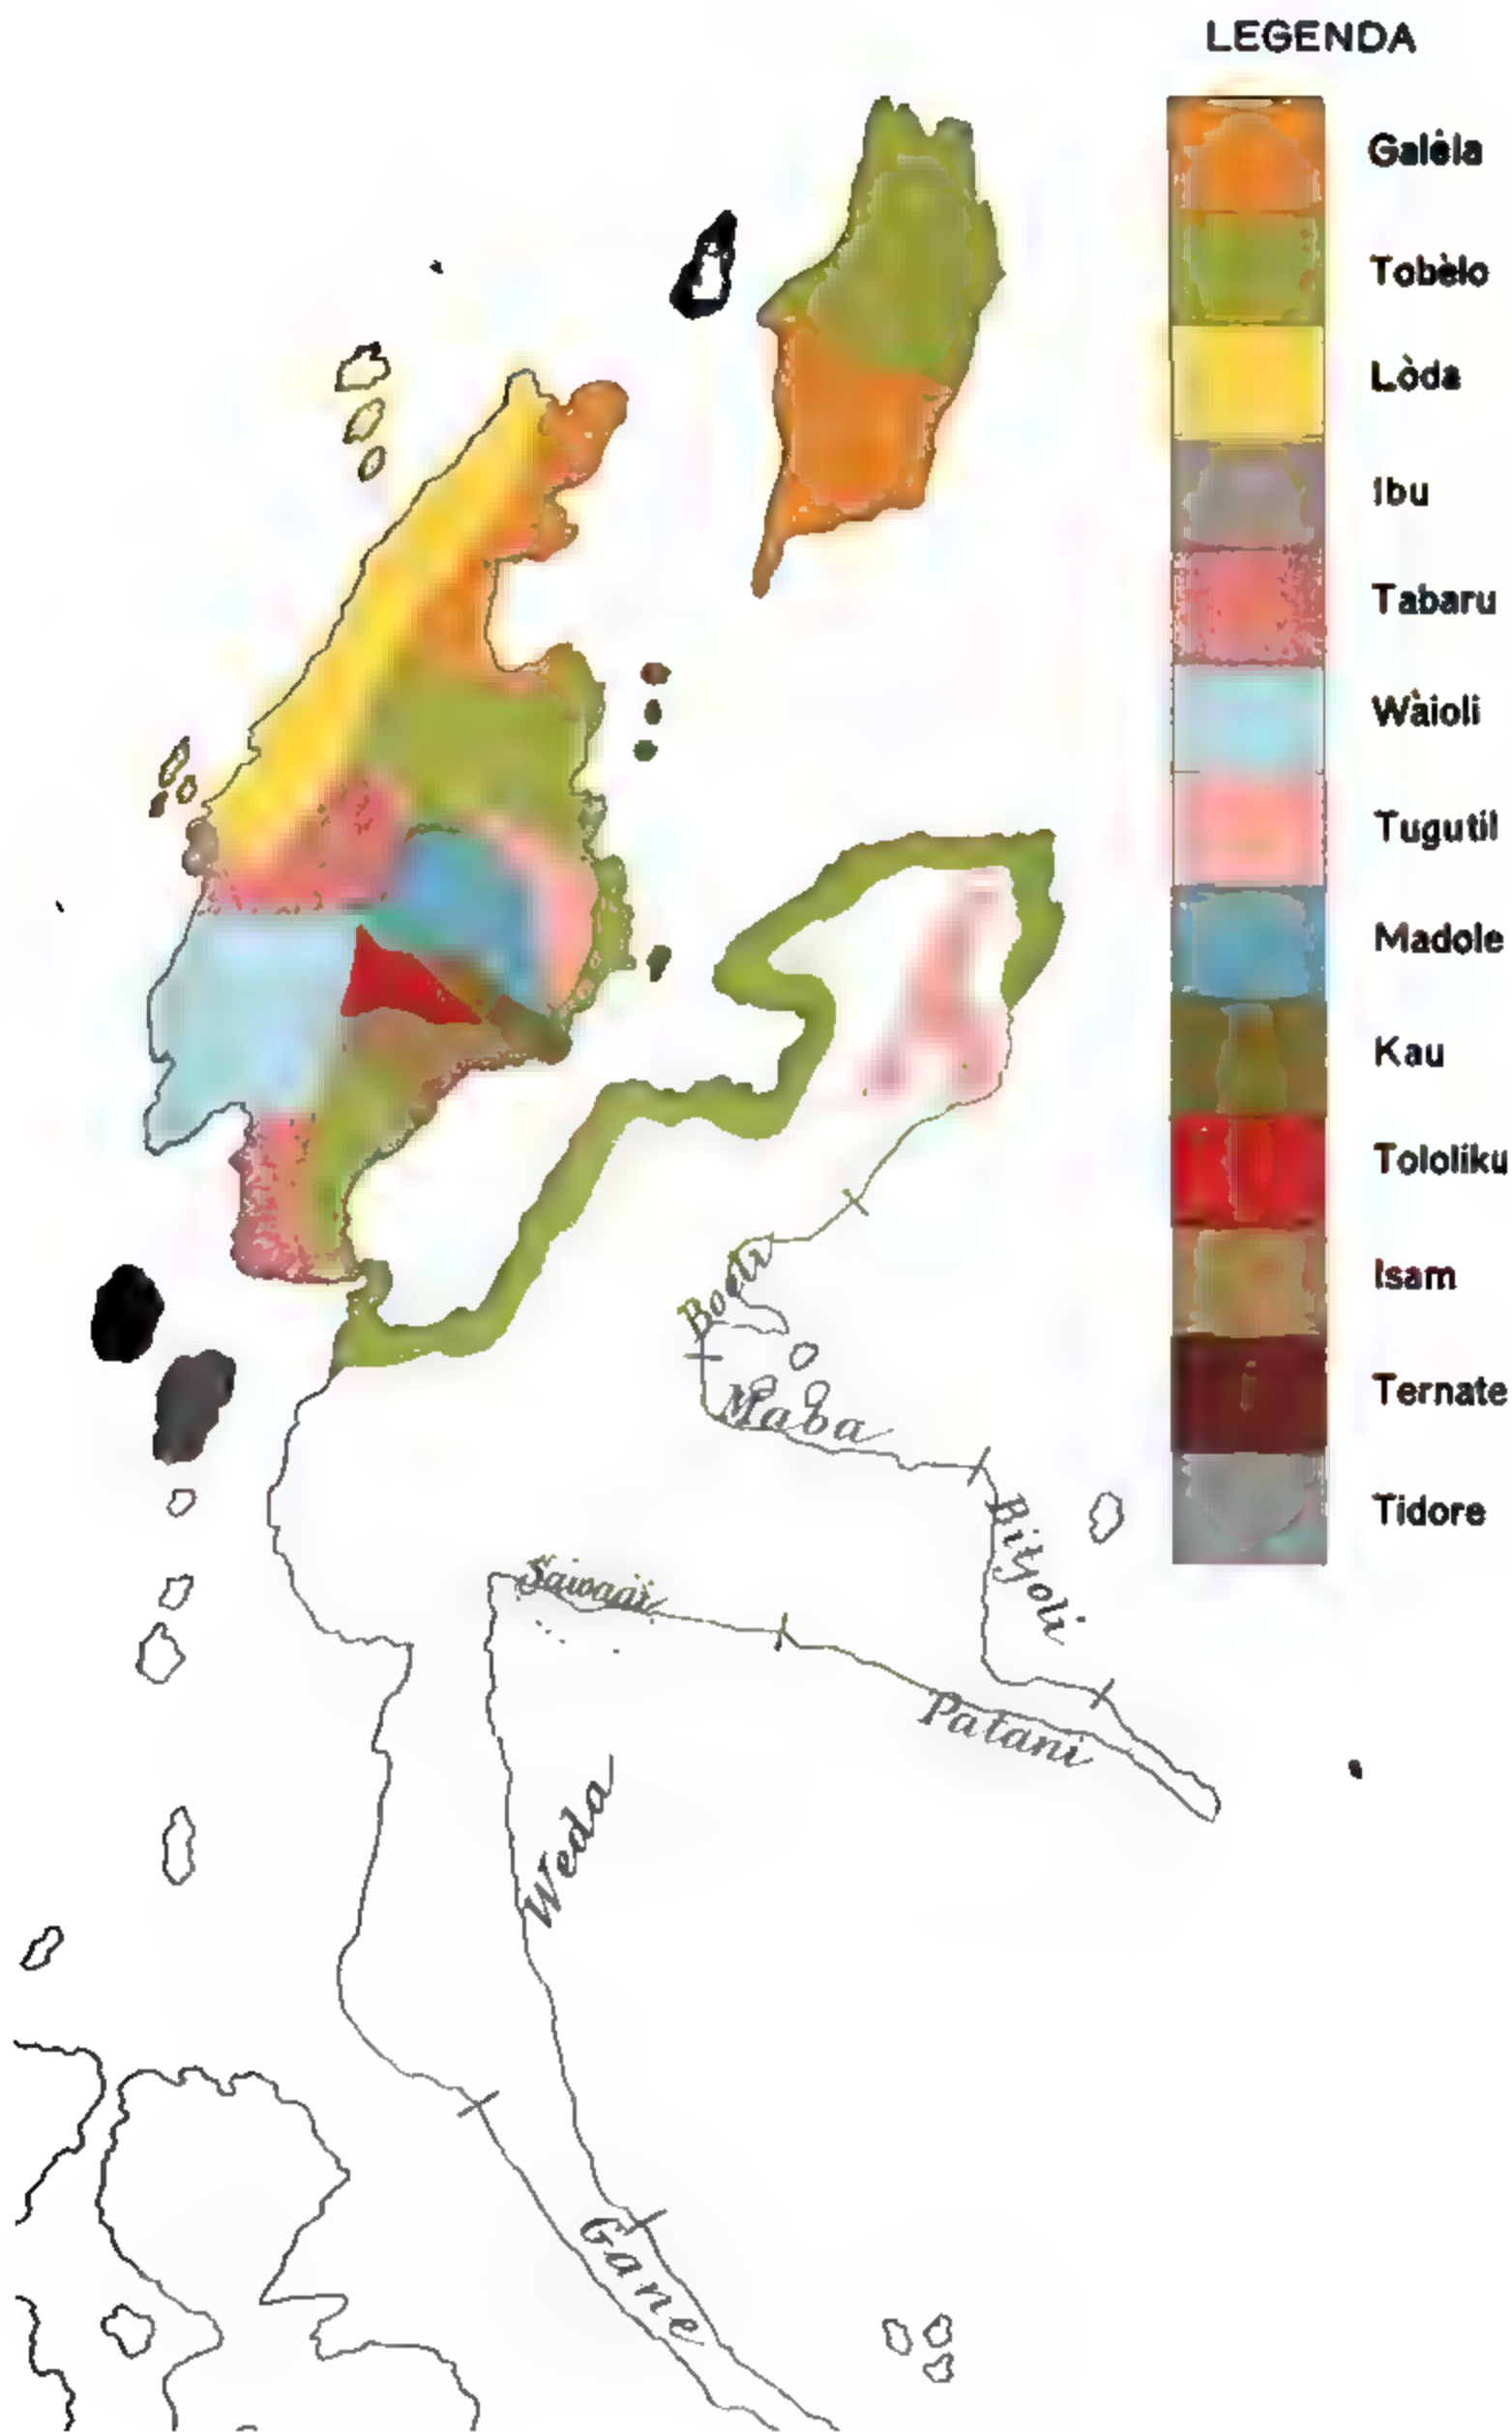 LEGENDA
Galèla
Tobèlo
Lòda
Ibu
Tabaru
Wàioli
Tugutil
Madole
Kau
Tololiku
Isam
Ternate
Tidore
Boeli
Maba
Bitjoli
Sawaai
Patani
Weda
Gane